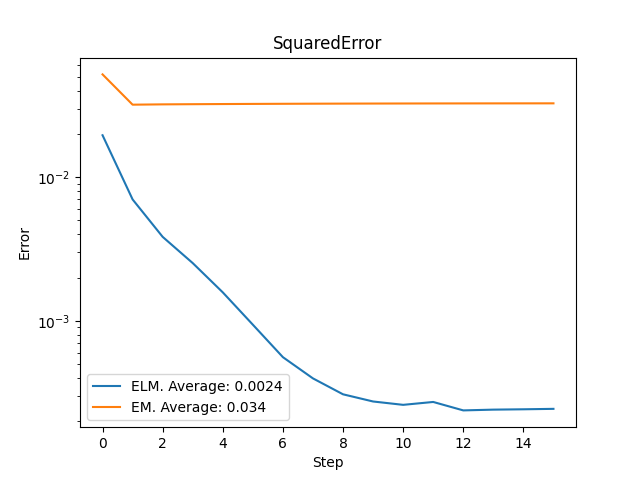 SquaredError
Error
10⁻²
10⁻³
ELM. Average: 0.0024
EM. Average: 0.034
0 2 4 6 8 10 12 14
Step